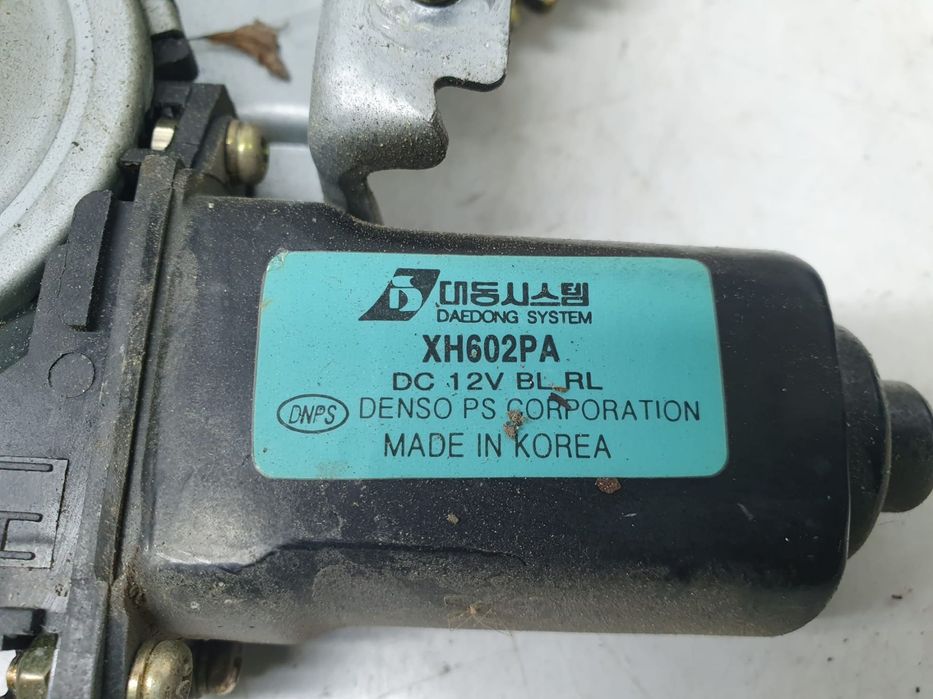 대동시스템
DAEDONG SYSTEM
XH602PA
DC 12V BL RL
DNPS DENSO PS CORPORATION
MADE IN KOREA